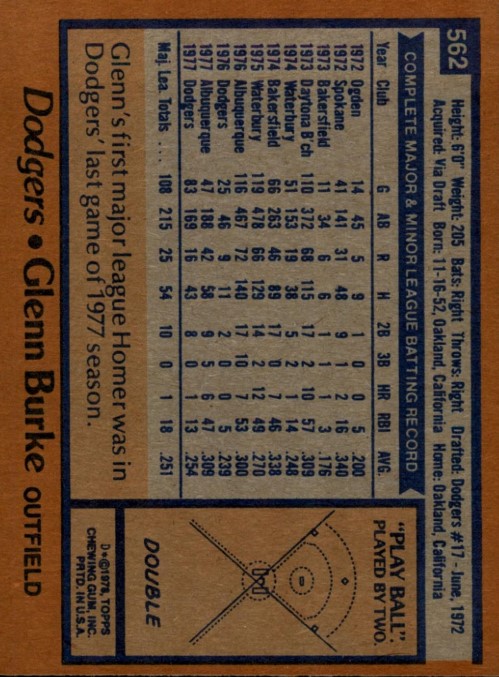 562
Height: 6'0" Weight: 205 Bats: Right Throws: Right Drafted: Dodgers #17 - June, 1972
Acquired: Via Draft Born: 11-16-52, Oakland, California Home: Oakland, California
COMPLETE MAJOR & MINOR LEAGUE BATTING RECORD
Year Club G AB R H 2B 3B HR RBI AVG.
1972 Ogden 14 45 5 9 1 0 0 5 .200
1972 Spokane 41 141 31 48 9 1 2 16 .340
1973 Bakersfield 11 34 6 6 1 1 1 3 .176
1973 Daytona B'ch 110 372 68 115 17 2 10 57 .309
1974 Waterbury 51 153 19 38 5 2 1 14 .248
1974 Bakersfield 66 263 46 89 17 0 7 46 .338
1975 Waterbury 119 478 66 129 14 2 12 49 .270
1976 Albuquerque 116 467 72 140 17 10 7 53 .300
1976 Dodgers 25 46 9 11 2 0 0 5 .239
1977 Albuquerque 47 188 42 58 9 5 6 47 .309
1977 Dodgers 83 169 16 43 8 0 1 13 .254
Maj. Lea. Totals ... 108 215 25 54 10 0 1 18 .251
Glenn's first major league Homer was in
Dodgers' last game of 1977 season.
"PLAY BALL"
PLAYED BY TWO.
DOUBLE
D*©1978, TOPPS
CHEWING GUM, INC.
PRTD. IN U.S.A.
Dodgers • Glenn Burke OUTFIELD